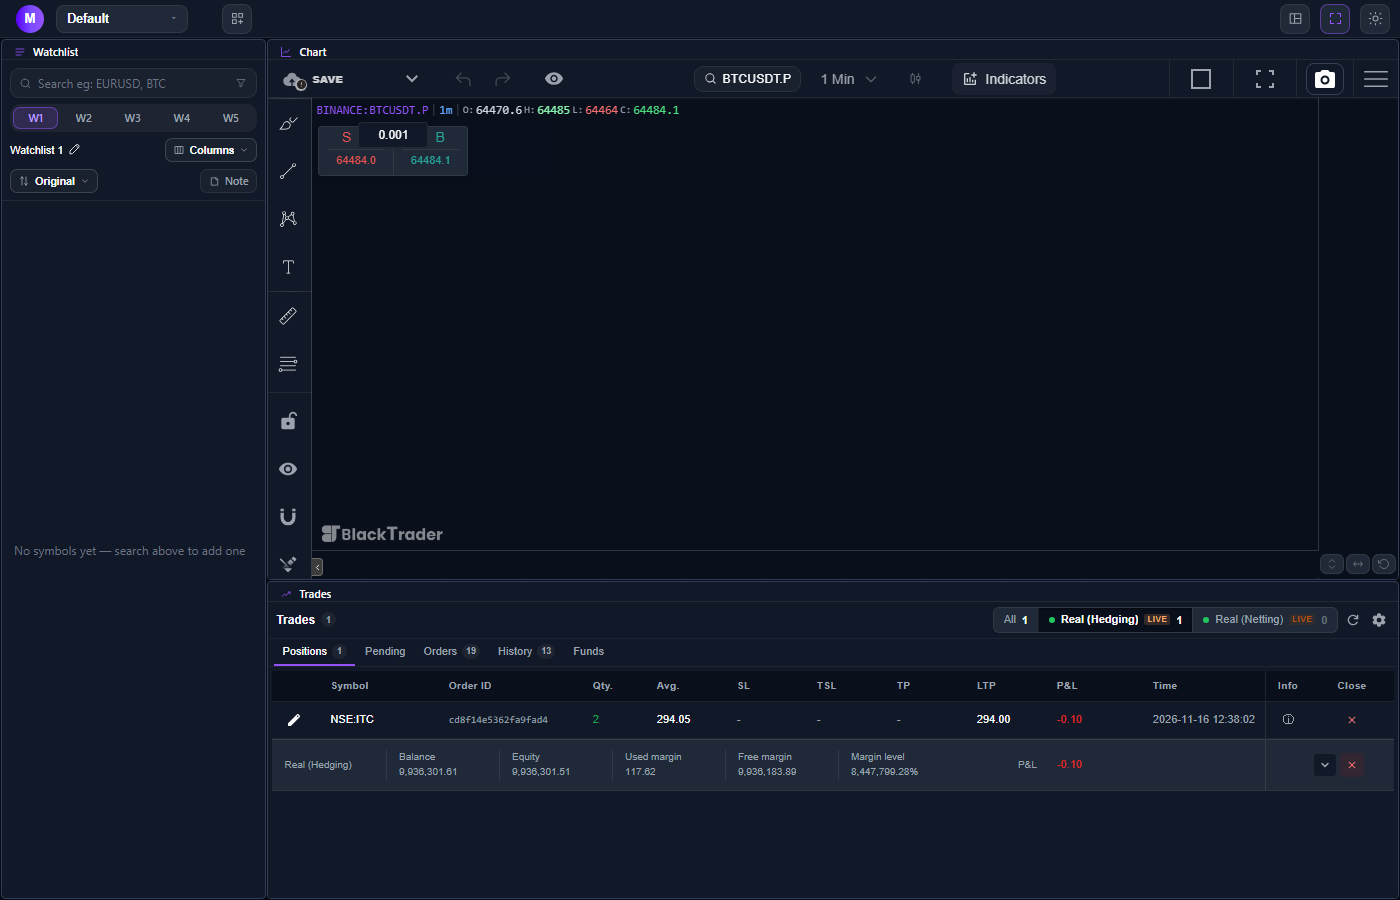 M
Default
Watchlist
Search eg: EURUSD, BTC
W1 W2 W3 W4 W5
Watchlist 1
Columns
Original
Note
No symbols yet — search above to add one
Chart
SAVE
BTCUSDT.P
1 Min
Indicators
BINANCE:BTCUSDT.P 1m O: 64470.6 H: 64485 L: 64464 C: 64484.1
S 0.001 B
64484.0 64484.1
BlackTrader
Trades
Trades 1
All 1 Real (Hedging) LIVE 1 Real (Netting) LIVE 0
Positions 1 Pending Orders 19 History 13 Funds
Symbol Order ID Qty. Avg. SL TSL TP LTP P&L Time Info Close
NSE:ITC cd8f14e5362fa9fad4 2 294.05 - - - 294.00 -0.10 2026-11-16 12:38:02
Real (Hedging)
Balance
9,936,301.61
Equity
9,936,301.51
Used margin
117.62
Free margin
9,936,183.89
Margin level
8,447,799.28%
P&L -0.10